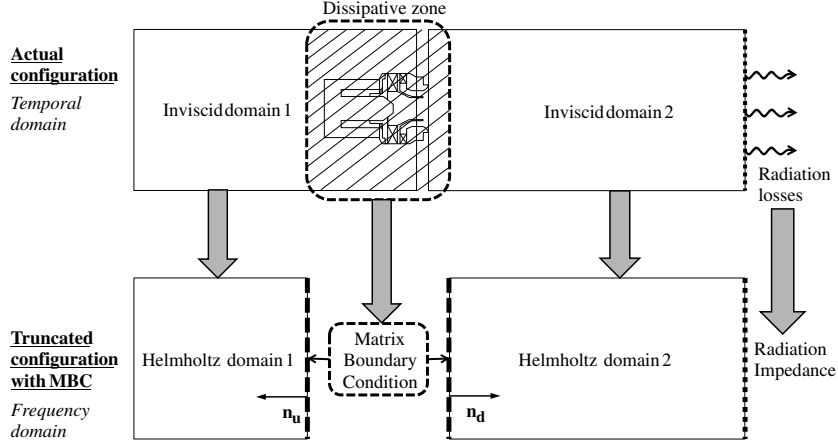 Dissipative zone
Actual
configuration
Temporal
domain
Inviscid domain 1
Inviscid domain 2
Radiation
losses
Truncated
configuration
with MBC
Frequency
domain
Helmholtz domain 1
Matrix
Boundary
Condition
Helmholtz domain 2
Radiation
Impedance
n_u
n_d